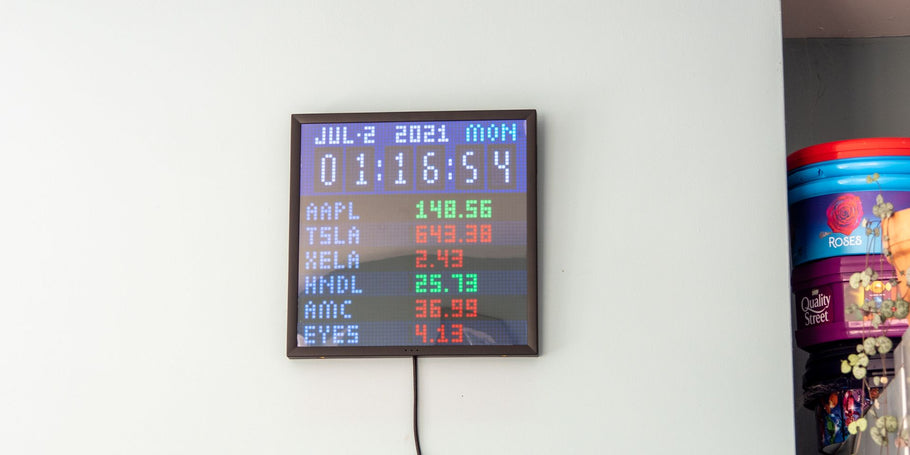 JUL·2 2021 MON
01:16:54
AAPL 148.56
TSLA 643.38
XELA 2.43
HNDL 25.73
AMC 36.99
EYES 4.13
ROSES
Quality
Street